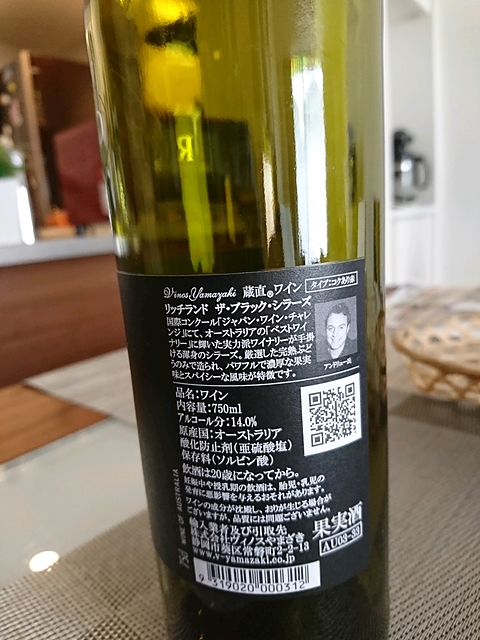 Vinos Yamazaki 蔵直®ワイン タイプ:コクあり赤
リッチランド ザ・ブラック・シラーズ
国際コンクール「ジャパン・ワイン・チャレ
ンジ」にて、オーストラリアの「ベストワイ
ナリー」に輝いた実力派ワイナリーが手掛
ける渾身のシラーズ。厳選した完熟ぶど
うのみで造られ、パワフルで濃厚な果実
味とスパイシーな風味が特徴です。
アンドリュー氏
品名:ワイン
内容量:750ml
アルコール分:14.0%
原産国:オーストラリア
酸化防止剤(亜硫酸塩)
保存料(ソルビン酸)
飲酒は20歳になってから。
妊娠中や授乳期の飲酒は、胎児・乳児の
発育に悪影響を与えるおそれがあります。
ワインの成分が沈殿し、おりが生じる場合が
ございますが、品質には問題ございません。
輸入業者及び引取先
株式会社ヴィノスやまざき
静岡市葵区常磐町2-2-13
www.v-yamazaki.co.jp
果実酒
AU03-33
AUSTRALIA
9 319020 000312